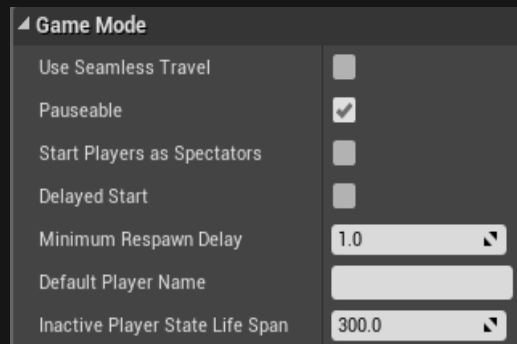 Game Mode
Use Seamless Travel
Pauseable
Start Players as Spectators
Delayed Start
Minimum Respawn Delay 1.0
Default Player Name
Inactive Player State Life Span 300.0